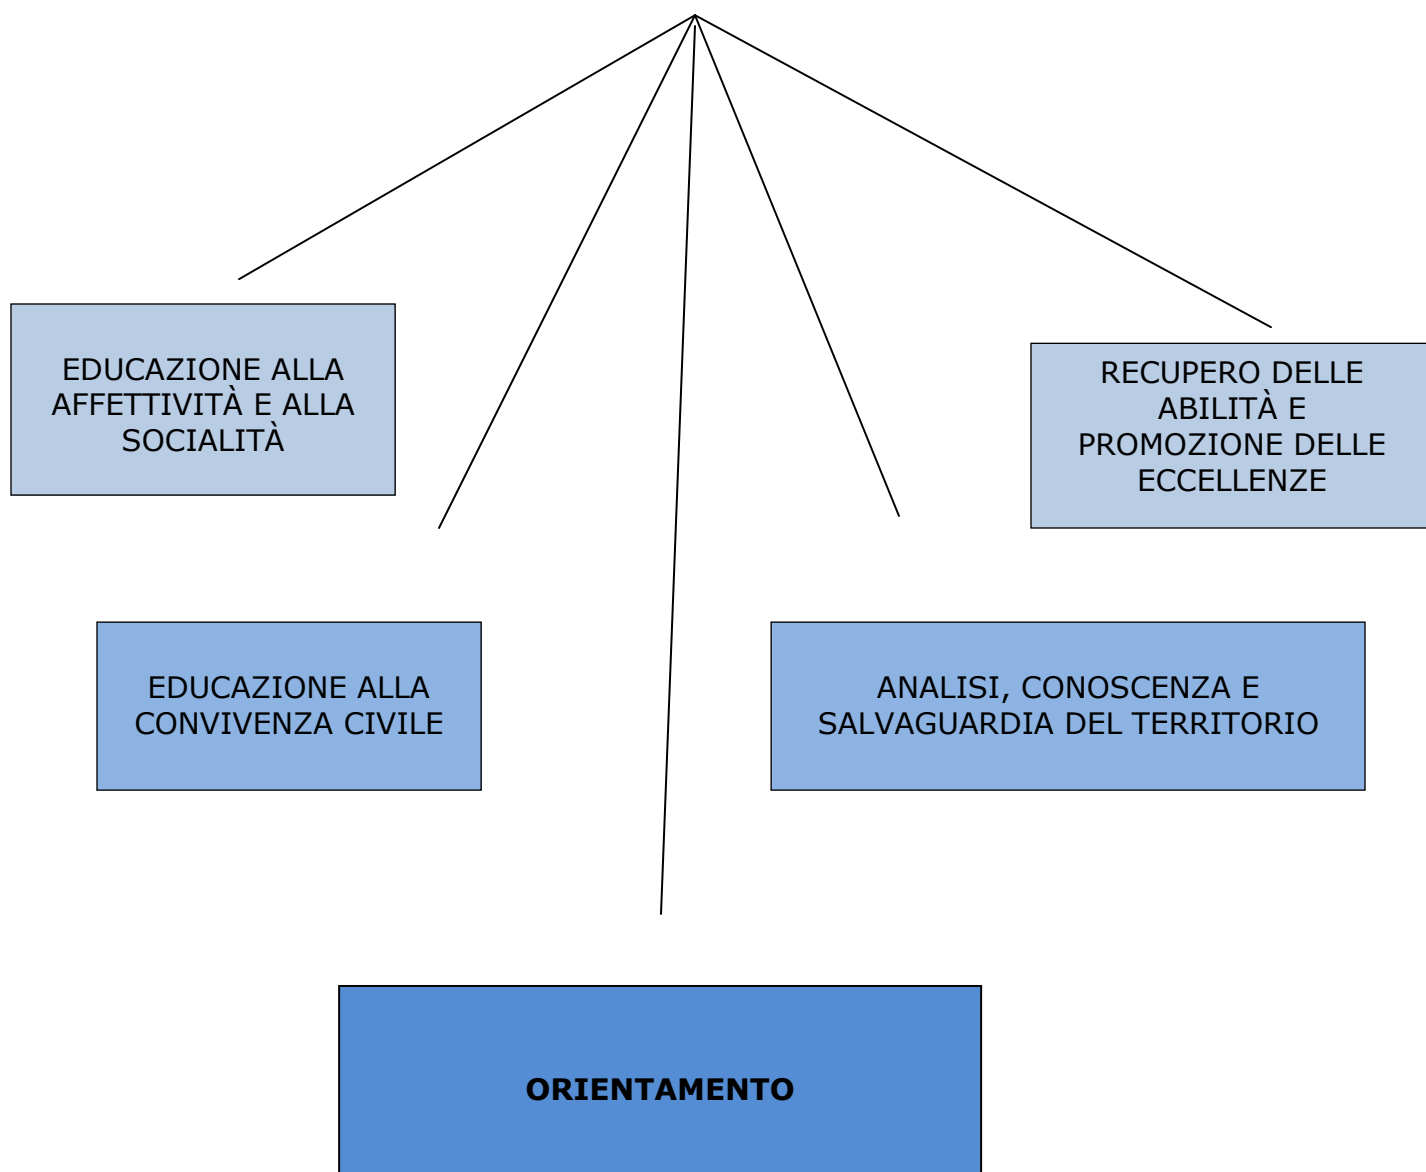 EDUCAZIONE ALLA
AFFETTIVITÀ E ALLA
SOCIALITÀ
RECUPERO DELLE
ABILITÀ E
PROMOZIONE DELLE
ECCELLENZE
EDUCAZIONE ALLA
CONVIVENZA CIVILE
ANALISI, CONOSCENZA E
SALVAGUARDIA DEL TERRITORIO
ORIENTAMENTO